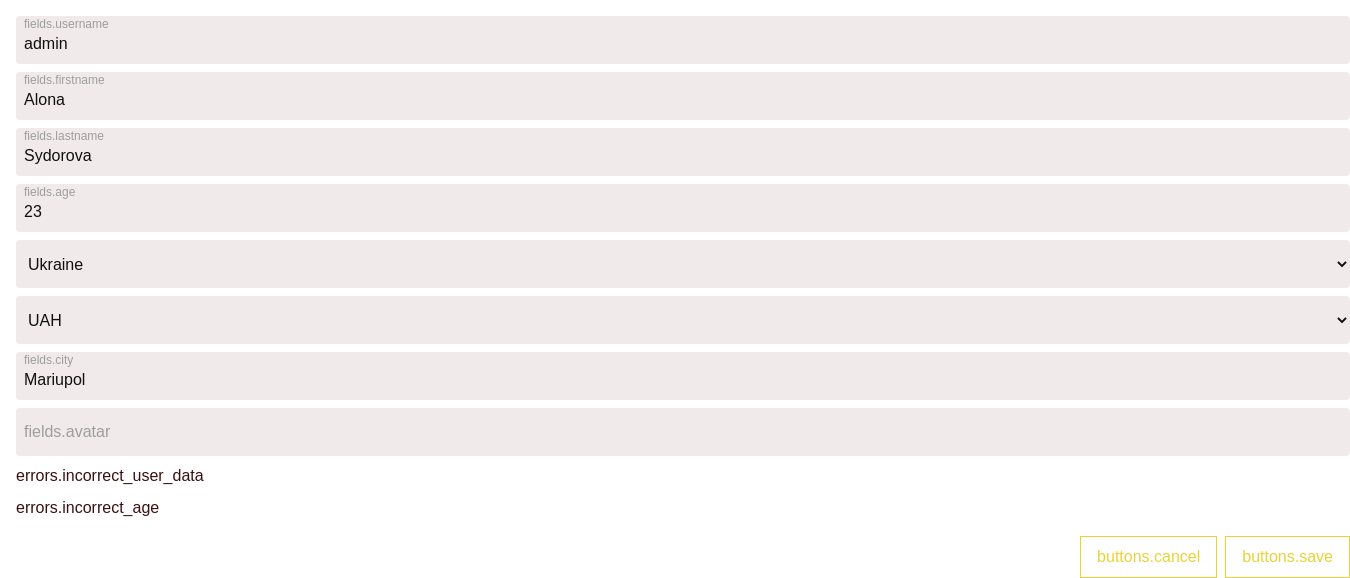 fields.username
admin
fields.firstname
Alona
fields.lastname
Sydorova
fields.age
23
Ukraine
UAH
fields.city
Mariupol
fields.avatar
errors.incorrect_user_data
errors.incorrect_age
buttons.cancel buttons.save